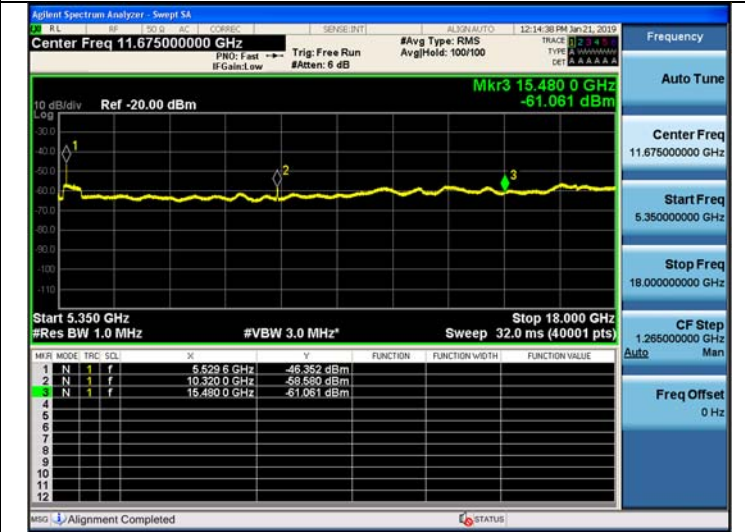 Agilent Spectrum Analyzer - Swept SA
RL RF 50 Ω AC CORREC SENSE:INT ALIGNAUTO 12:14:38 PM Jan 21, 2019
Center Freq 11.675000000 GHz
PNO: Fast
IFGain:Low
Trig: Free Run
#Atten: 6 dB
#Avg Type: RMS
Avg|Hold: 100/100
TRACE 1 2 3 4 5 6
TYPE A WWWWW
DET A A A A A A
Mkr3 15.480 0 GHz
-61.061 dBm
10 dB/div
Log
Ref -20.00 dBm
-30.0
-40.0
-50.0
-60.0
-70.0
-80.0
-90.0
-100
-110
1
2
3
Start 5.350 GHz
Stop 18.000 GHz
#Res BW 1.0 MHz
#VBW 3.0 MHz*
Sweep 32.0 ms (40001 pts)
MKR MODE TRC SCL X Y FUNCTION FUNCTION WIDTH FUNCTION VALUE
1 N 1 f 5.529 6 GHz -46.352 dBm
2 N 1 f 10.320 0 GHz -58.580 dBm
3 N 1 f 15.480 0 GHz -61.061 dBm
4
5
6
7
8
9
10
11
12
MSG Alignment Completed
STATUS
Frequency
Auto Tune
Center Freq
11.675000000 GHz
Start Freq
5.350000000 GHz
Stop Freq
18.000000000 GHz
CF Step
1.265000000 GHz
Auto Man
Freq Offset
0 Hz